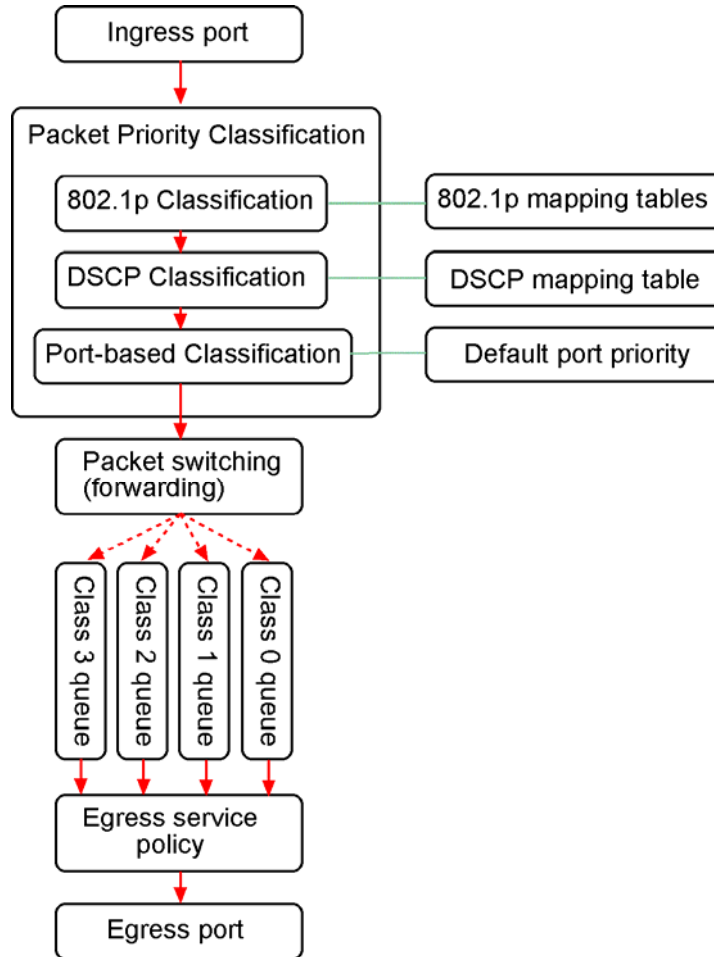 Ingress port
Packet Priority Classification
802.1p Classification
802.1p mapping tables
DSCP Classification
DSCP mapping table
Port-based Classification
Default port priority
Packet switching
(forwarding)
Class 3 queue
Class 2 queue
Class 1 queue
Class 0 queue
Egress service
policy
Egress port